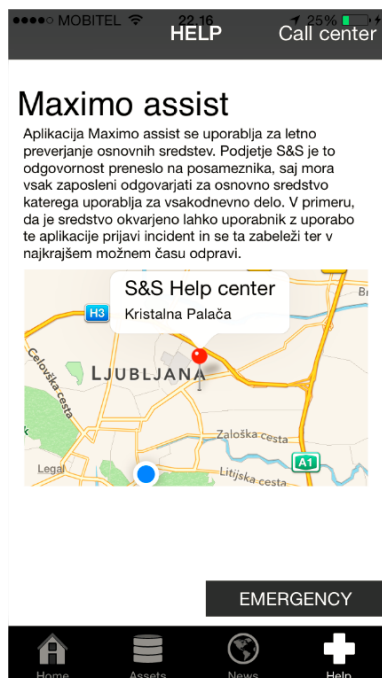 MOBITEL 22.16 25%
HELP Call center
Maximo assist
Aplikacija Maximo assist se uporablja za letno
preverjanje osnovnih sredstev. Podjetje S&S je to
odgovornost preneslo na posameznika, saj mora
vsak zaposleni odgovarjati za osnovno sredstvo
katerega uporablja za vsakodnevno delo. V primeru,
da je sredstvo okvarjeno lahko uporabnik z uporabo
te aplikacije prijavi incident in se ta zabeleži ter v
najkrajšem možnem času odpravi.
S&S Help center
Kristalna Palača
H3
Celovška cesta
LJUBLJANA
Zaloška cesta
A1
Legal
Litijska cesta
EMERGENCY
Home Assets News Help